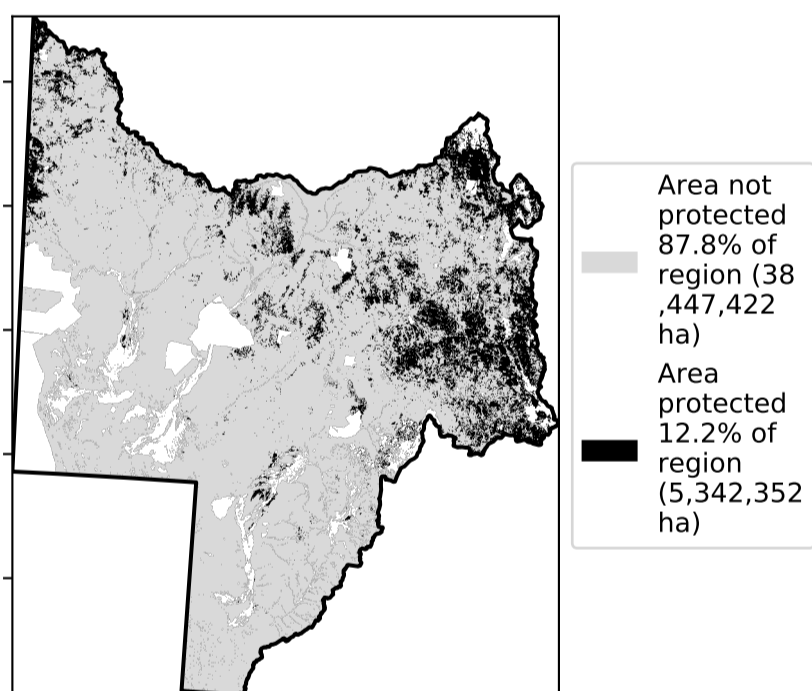 Area not
protected
87.8% of
region (38
,447,422
ha)
Area
protected
12.2% of
region
(5,342,352
ha)